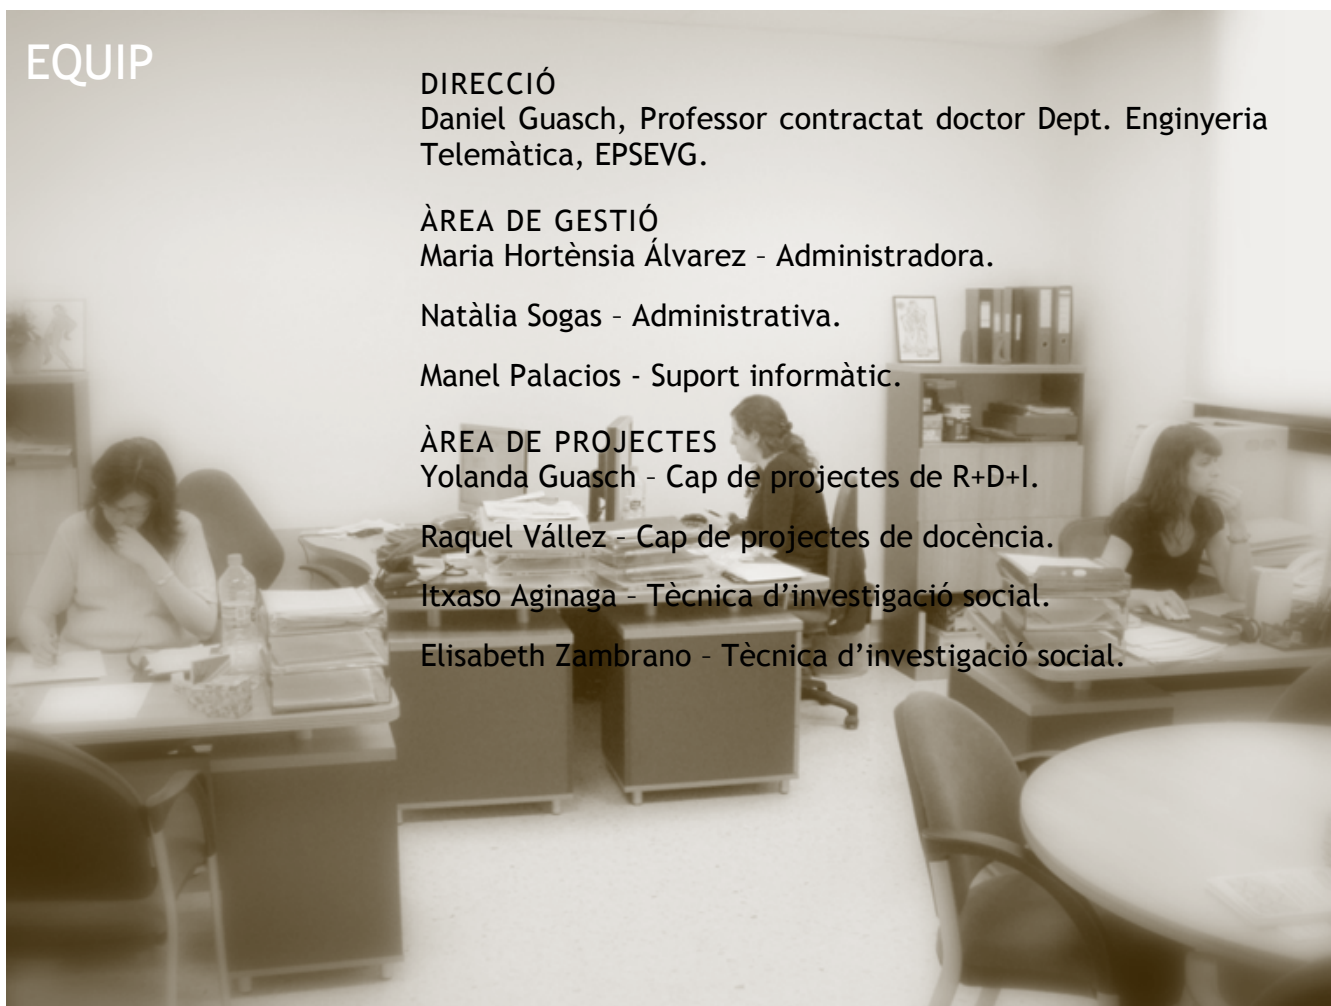 EQUIP
DIRECCIÓ
Daniel Guasch, Professor contractat doctor Dept. Enginyeria
Telemàtica, EPSEVG.
ÀREA DE GESTIÓ
Maria Hortènsia Álvarez – Administradora.
Natàlia Sogas – Administrativa.
Manel Palacios - Suport informàtic.
ÀREA DE PROJECTES
Yolanda Guasch – Cap de projectes de R+D+I.
Raquel Vállez – Cap de projectes de docència.
Itxaso Aginaga – Tècnica d’investigació social.
Elisabeth Zambrano – Tècnica d’investigació social.